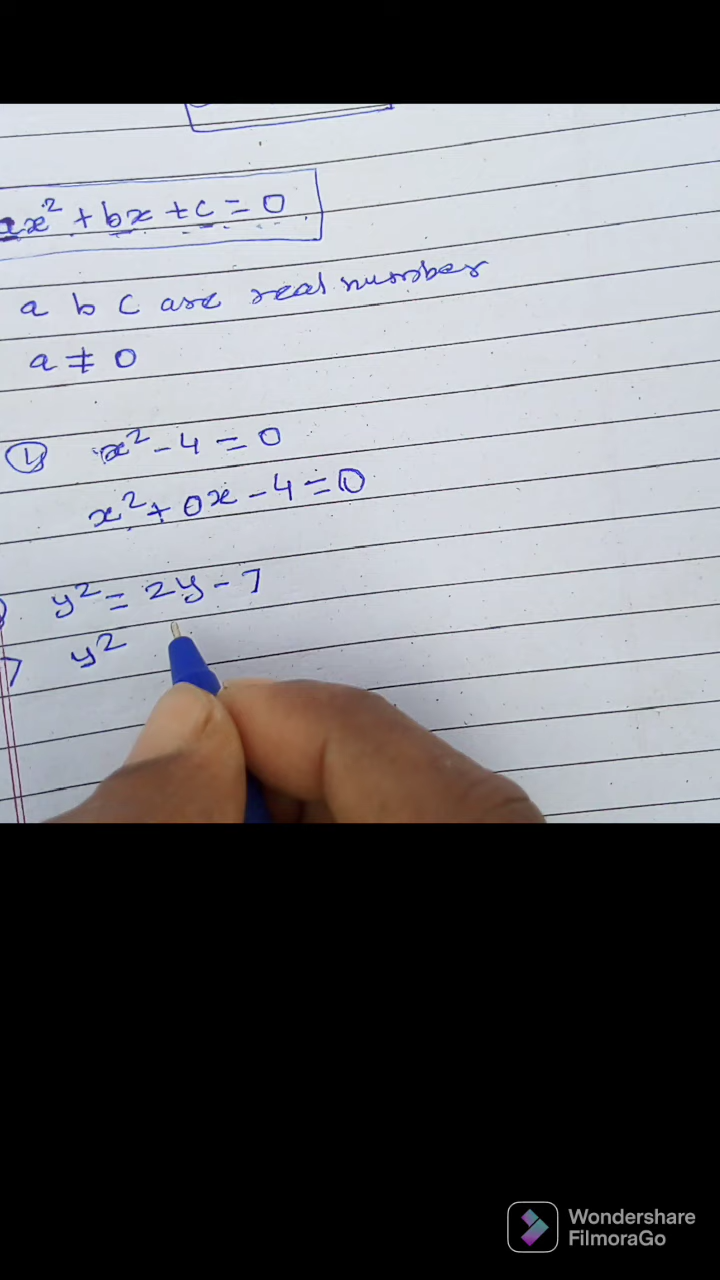 ax² + bx + c = 0
a b c are real number
a ≠ 0
① x² - 4 = 0
x² + 0x - 4 = 0
y² = 2y - 7
y²
Wondershare
FilmoraGo